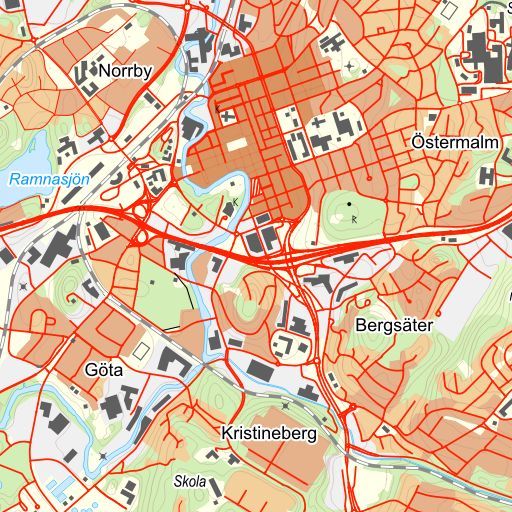 S
Norrby
K
Östermalm
Ramnasjön
K
R
Bergsäter
Göta
Kristineberg
Skola